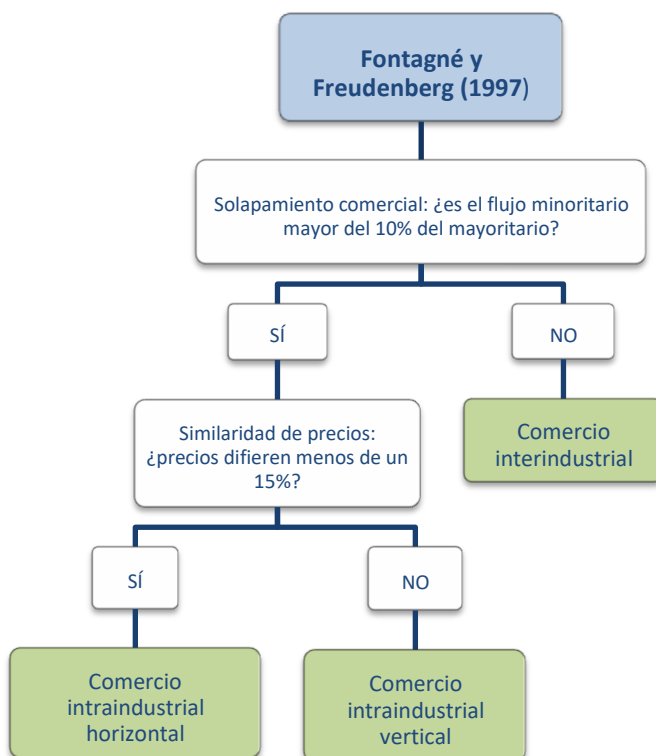 Fontagné y
Freudenberg (1997)
Solapamiento comercial: ¿es el flujo minoritario
mayor del 10% del mayoritario?
SÍ
NO
Similaridad de precios:
¿precios difieren menos de un
15%?
Comercio
interindustrial
SÍ
NO
Comercio
intraindustrial
horizontal
Comercio
intraindustrial
vertical